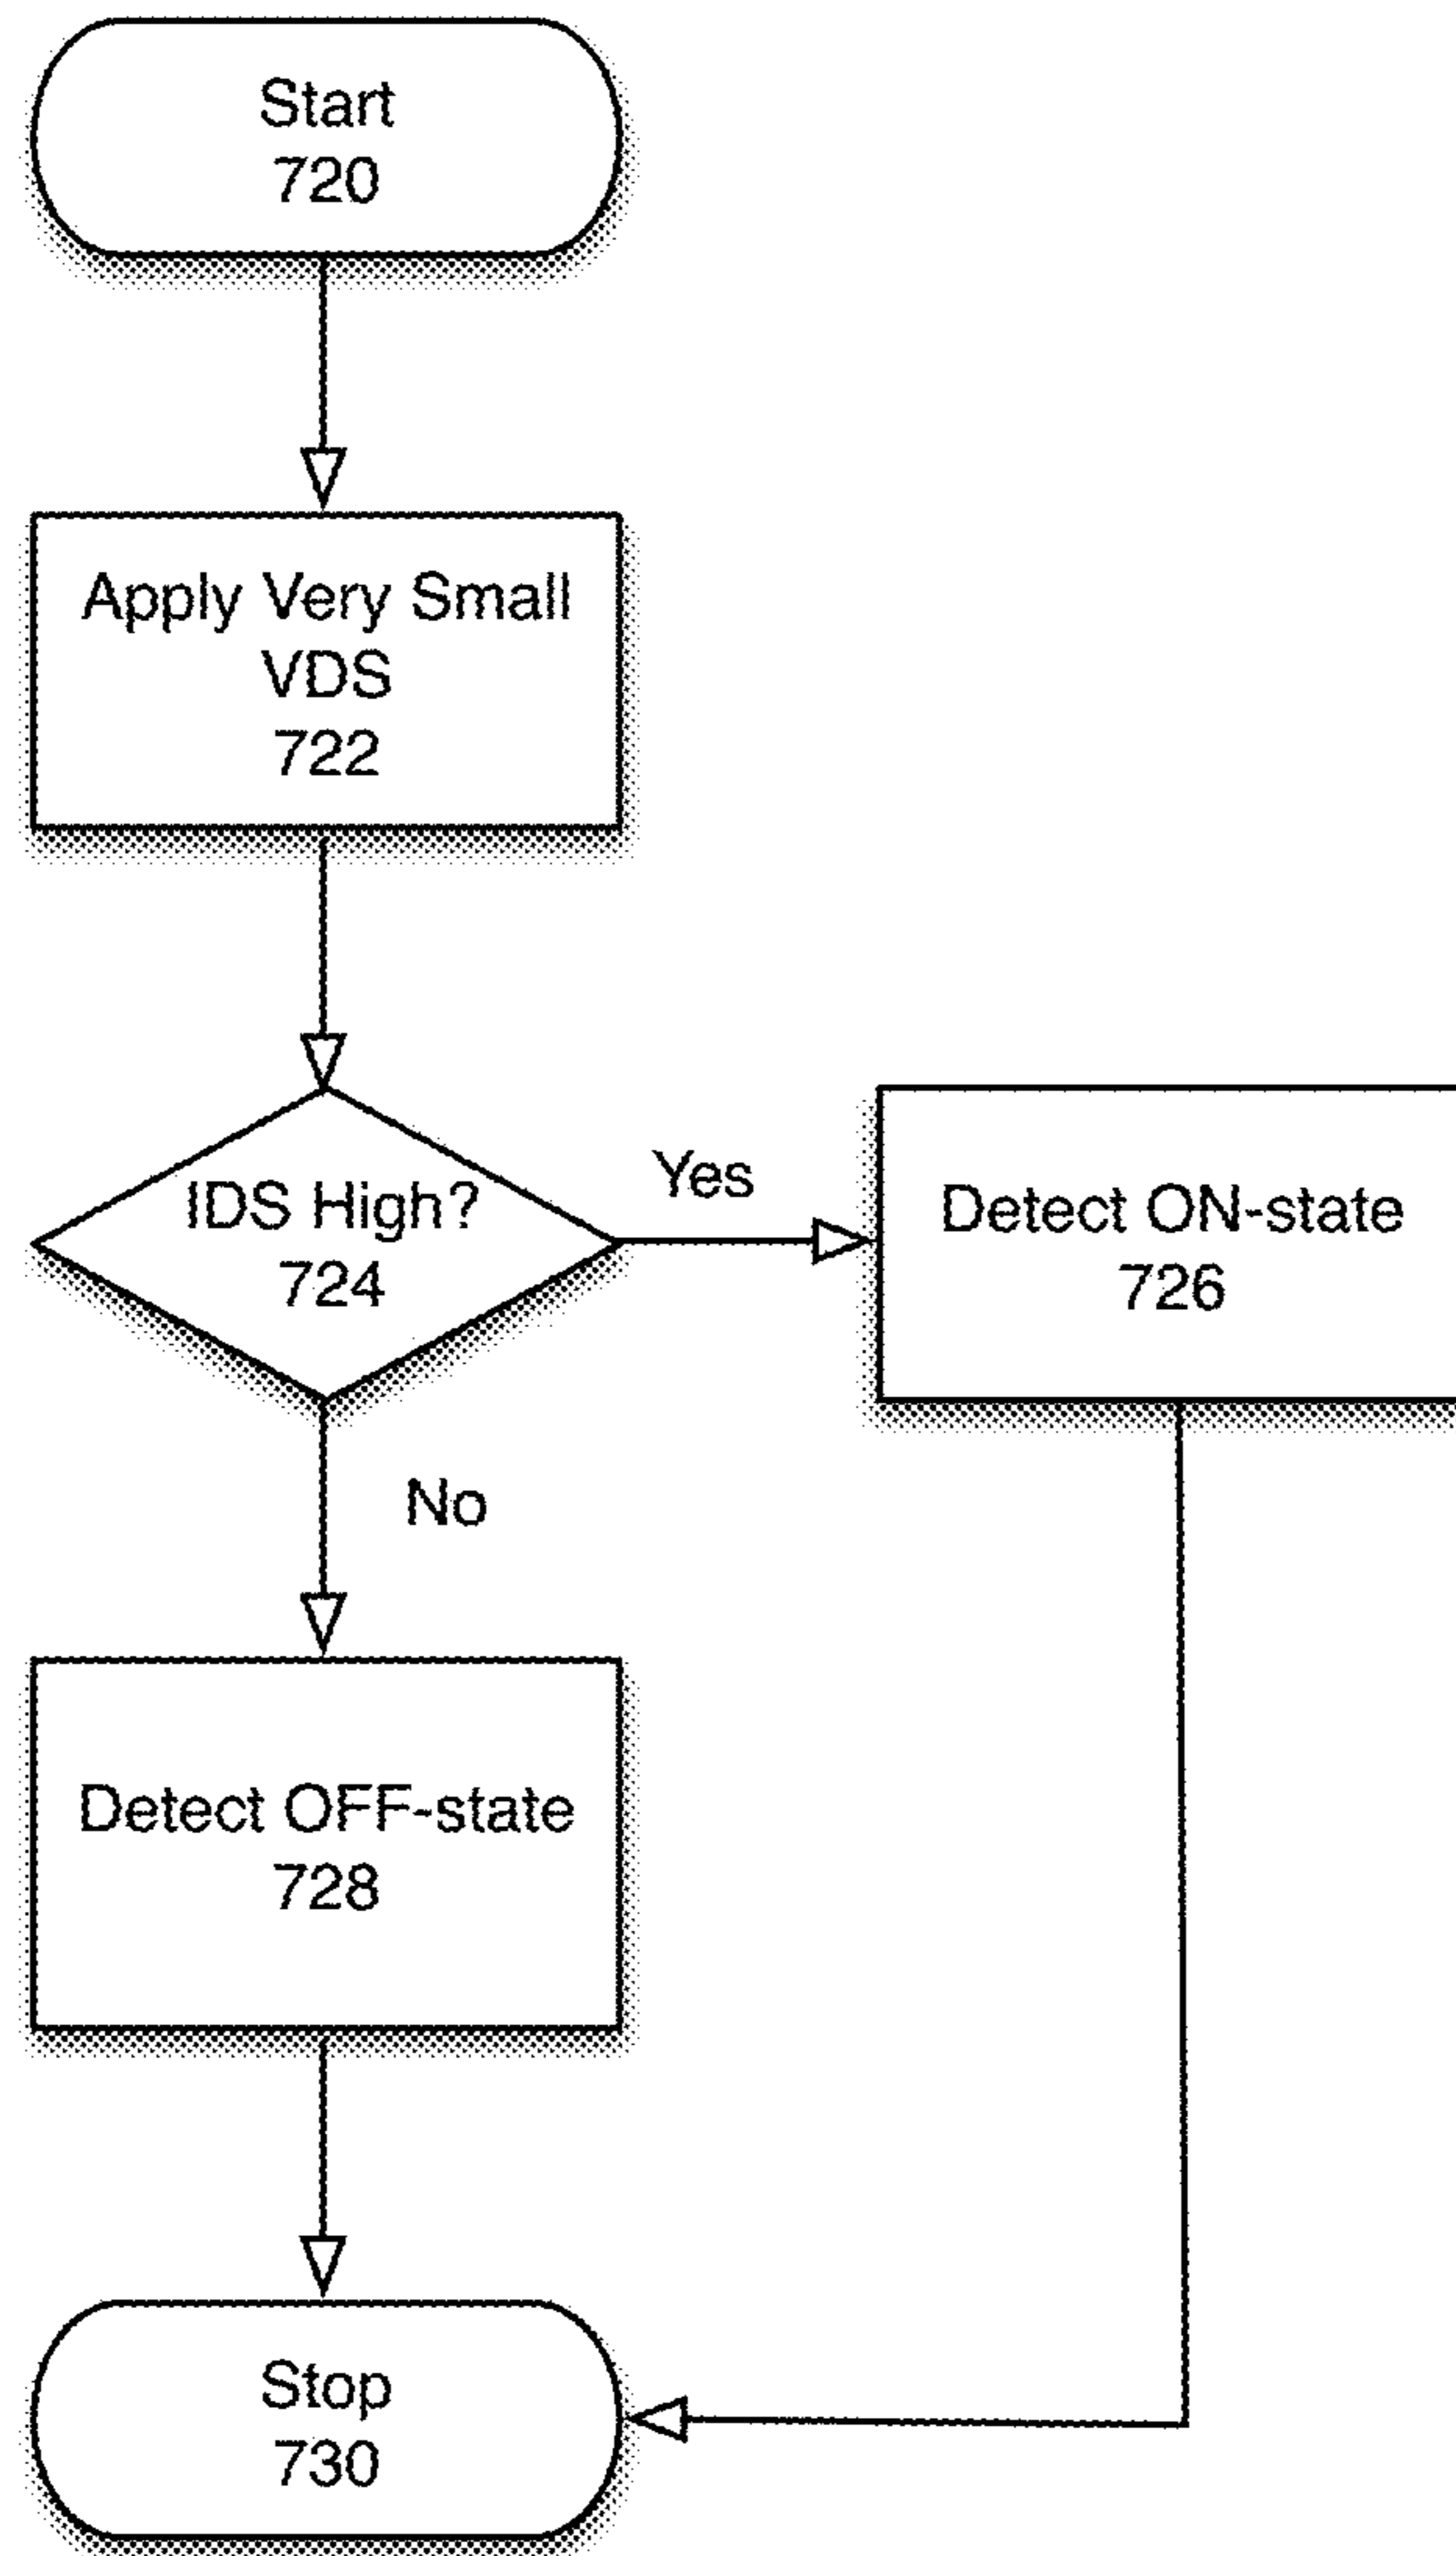 Start
720
Apply Very Small
VDS
722
IDS High?
724
Yes
Detect ON-state
726
No
Detect OFF-state
728
Stop
730